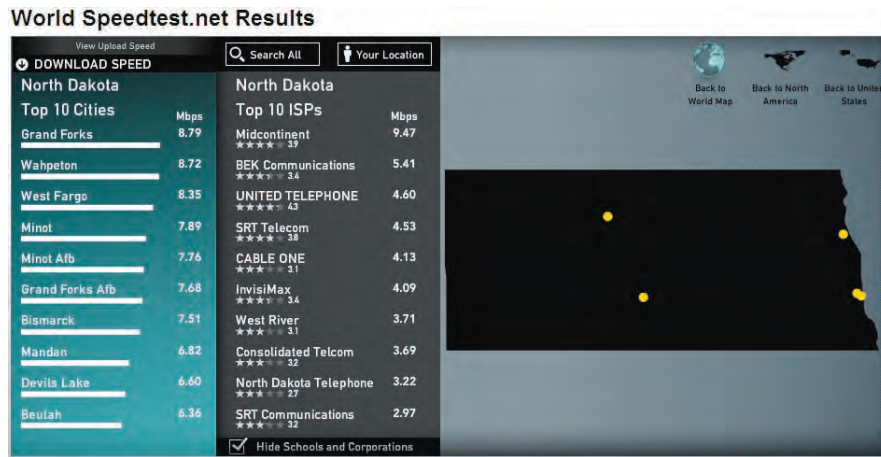 World Speedtest.net Results
View Upload Speed
DOWNLOAD SPEED
North Dakota
Top 10 Cities
Mbps
Grand Forks 8.79
Wahpeton 8.72
West Fargo 8.35
Minot 7.89
Minot Afb 7.76
Grand Forks Afb 7.68
Bismarck 7.51
Mandan 6.82
Devils Lake 6.60
Beulah 6.36
Search All
Your Location
North Dakota
Top 10 ISPs
Mbps
Midcontinent 9.47
3.9
BEK Communications 5.41
3.4
UNITED TELEPHONE 4.60
4.3
SRT Telecom 4.53
3.8
CABLE ONE 4.13
3.1
InvisiMax 4.09
3.4
West River 3.71
3.1
Consolidated Telcom 3.69
3.2
North Dakota Telephone 3.22
2.7
SRT Communications 2.97
3.2
Hide Schools and Corporations
Back to
World Map
Back to North
America
Back to United
States